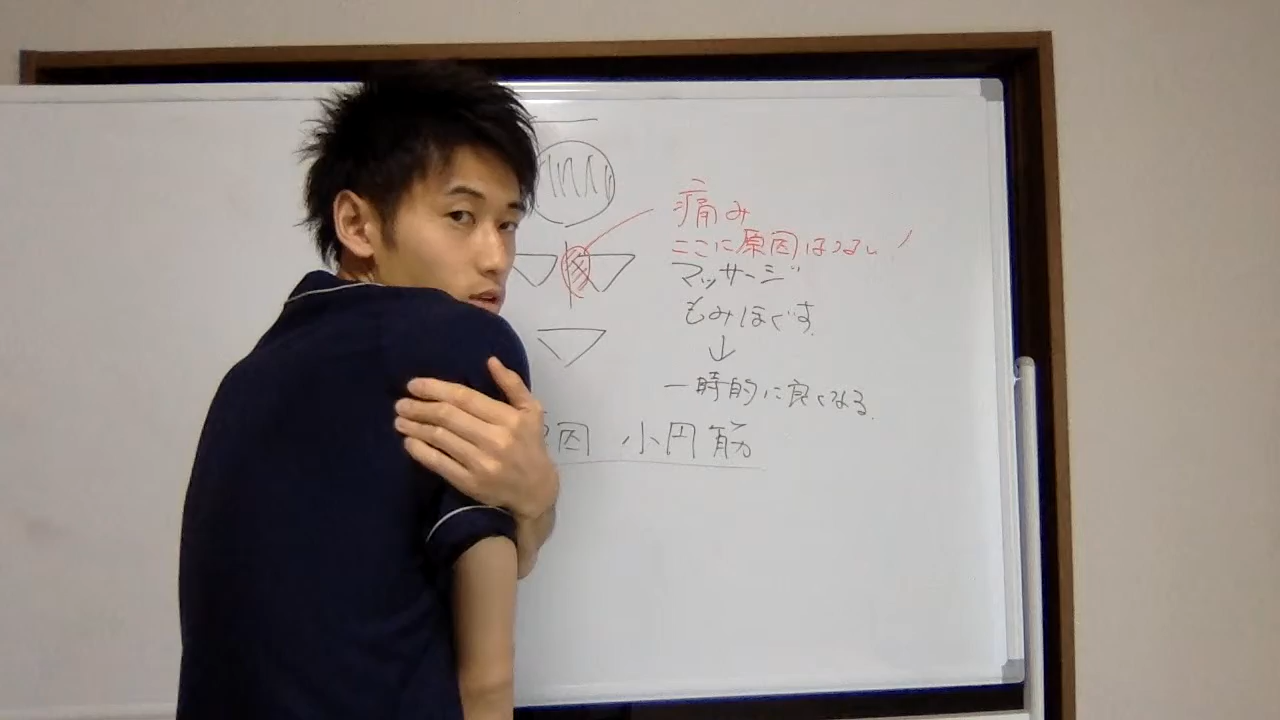 痛み
ここに原因はない!
マッサージ
もみほぐす
↓
一時的に良くなる
因 小円筋